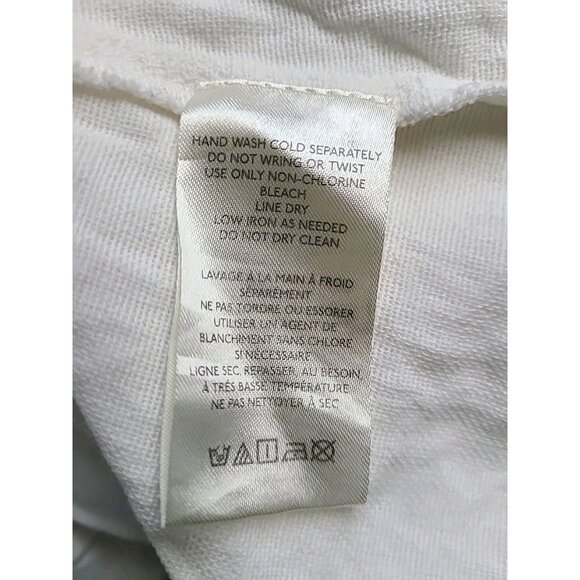 HAND WASH COLD SEPARATELY
DO NOT WRING OR TWIST
USE ONLY NON-CHLORINE
BLEACH
LINE DRY
LOW IRON AS NEEDED
DO NOT DRY CLEAN
LAVAGE À LA MAIN À FROID
SÉPARÉMENT
NE PAS TORDRE OU ESSORER
UTILISER UN AGENT DE
BLANCHIMENT SANS CHLORE
SI NÉCESSAIRE
LIGNE SEC, REPASSER, AU BESOIN,
À TRÈS BASSE TEMPÉRATURE
NE PAS NETTOYER À SEC